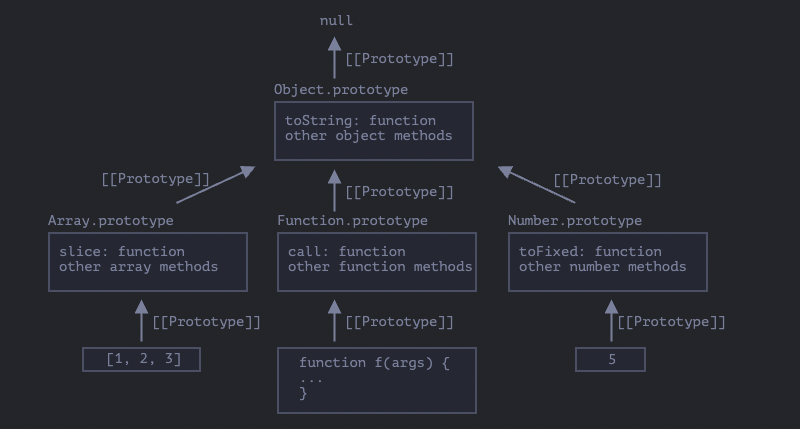 null
[[Prototype]]
Object.prototype
toString: function
other object methods
[[Prototype]]
[[Prototype]]
[[Prototype]]
Array.prototype
Function.prototype
Number.prototype
slice: function
other array methods
call: function
other function methods
toFixed: function
other number methods
[[Prototype]]
[[Prototype]]
[[Prototype]]
[1, 2, 3]
function f(args) {
...
}
5